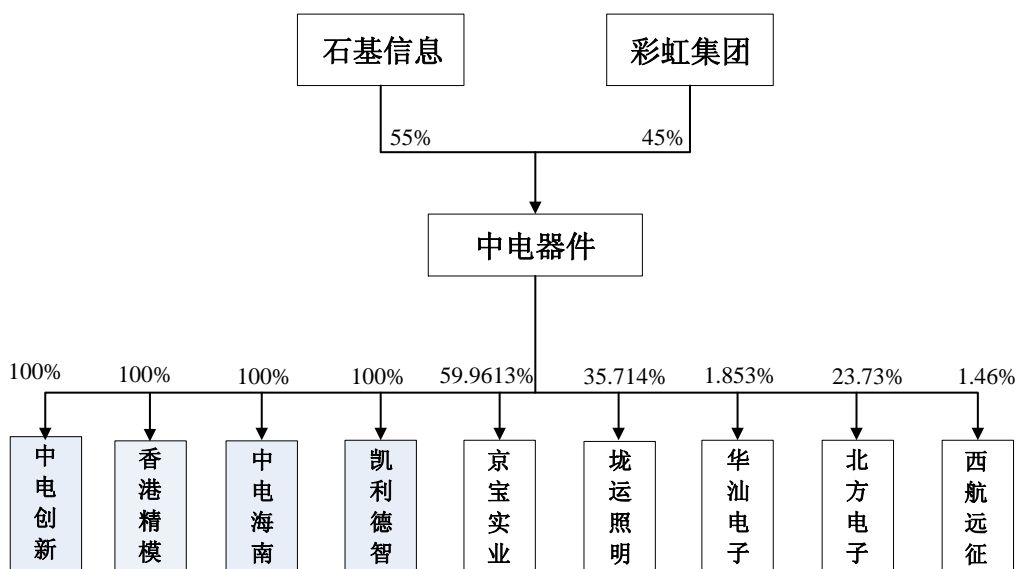 石基信息
彩虹集团
55%
45%
中电器件
100%
100%
100%
100%
59.9613%
35.714%
1.853%
23.73%
1.46%
中电创新
香港精模
中电海南
凯利德智
京宝实业
垅运照明
华汕电子
北方电子
西航远征